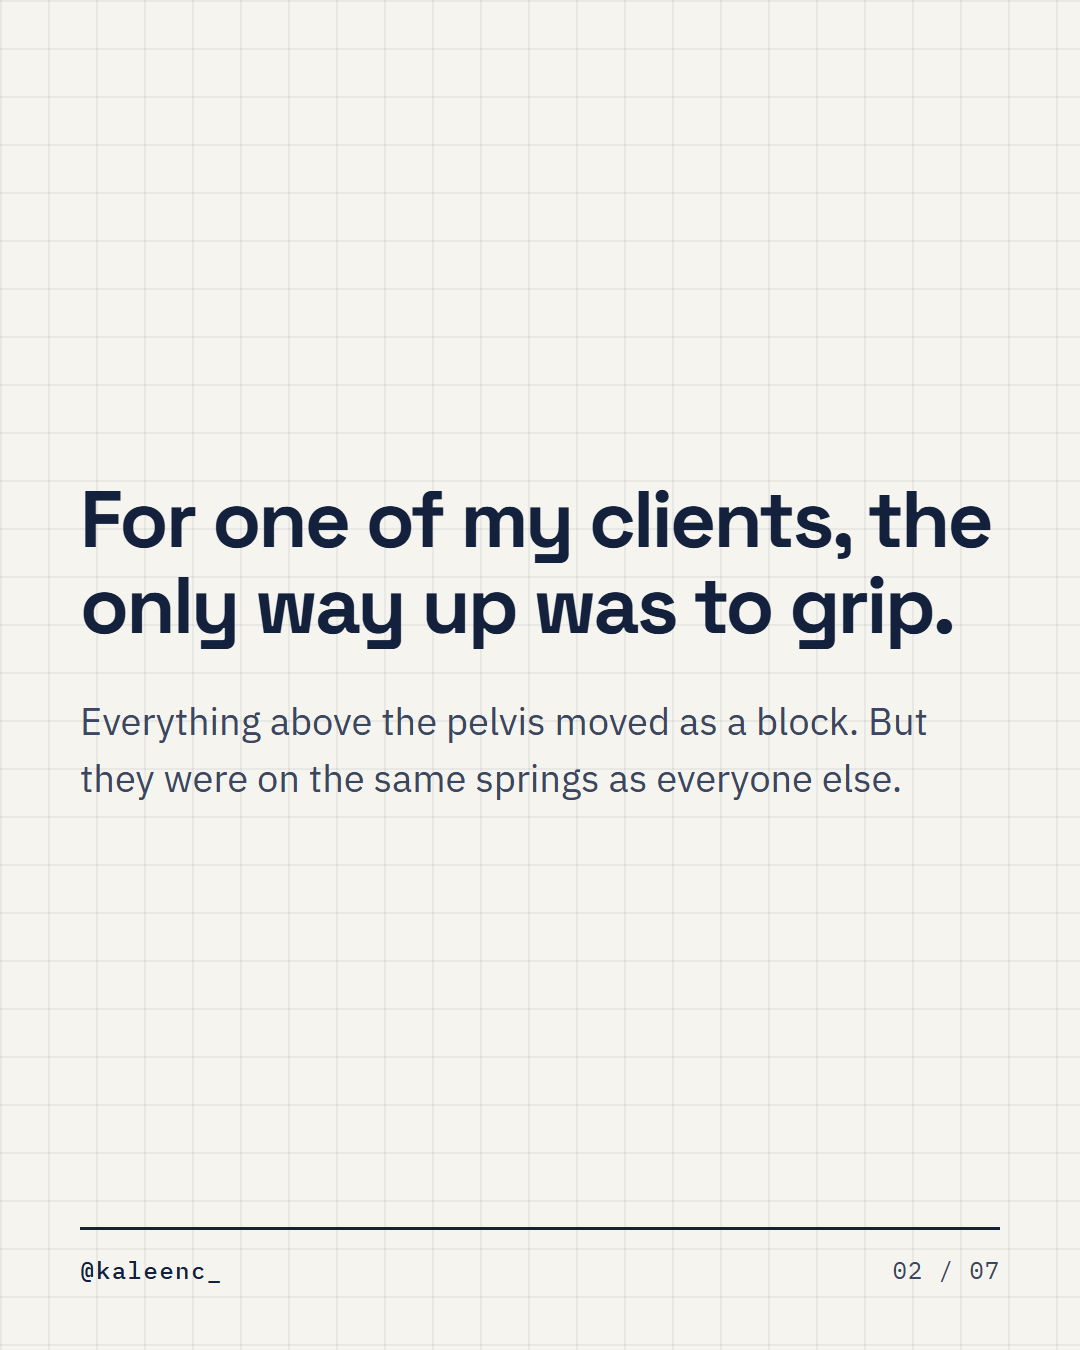 For one of my clients, the
only way up was to grip.
Everything above the pelvis moved as a block. But
they were on the same springs as everyone else.
@kaleenc_
02 / 07